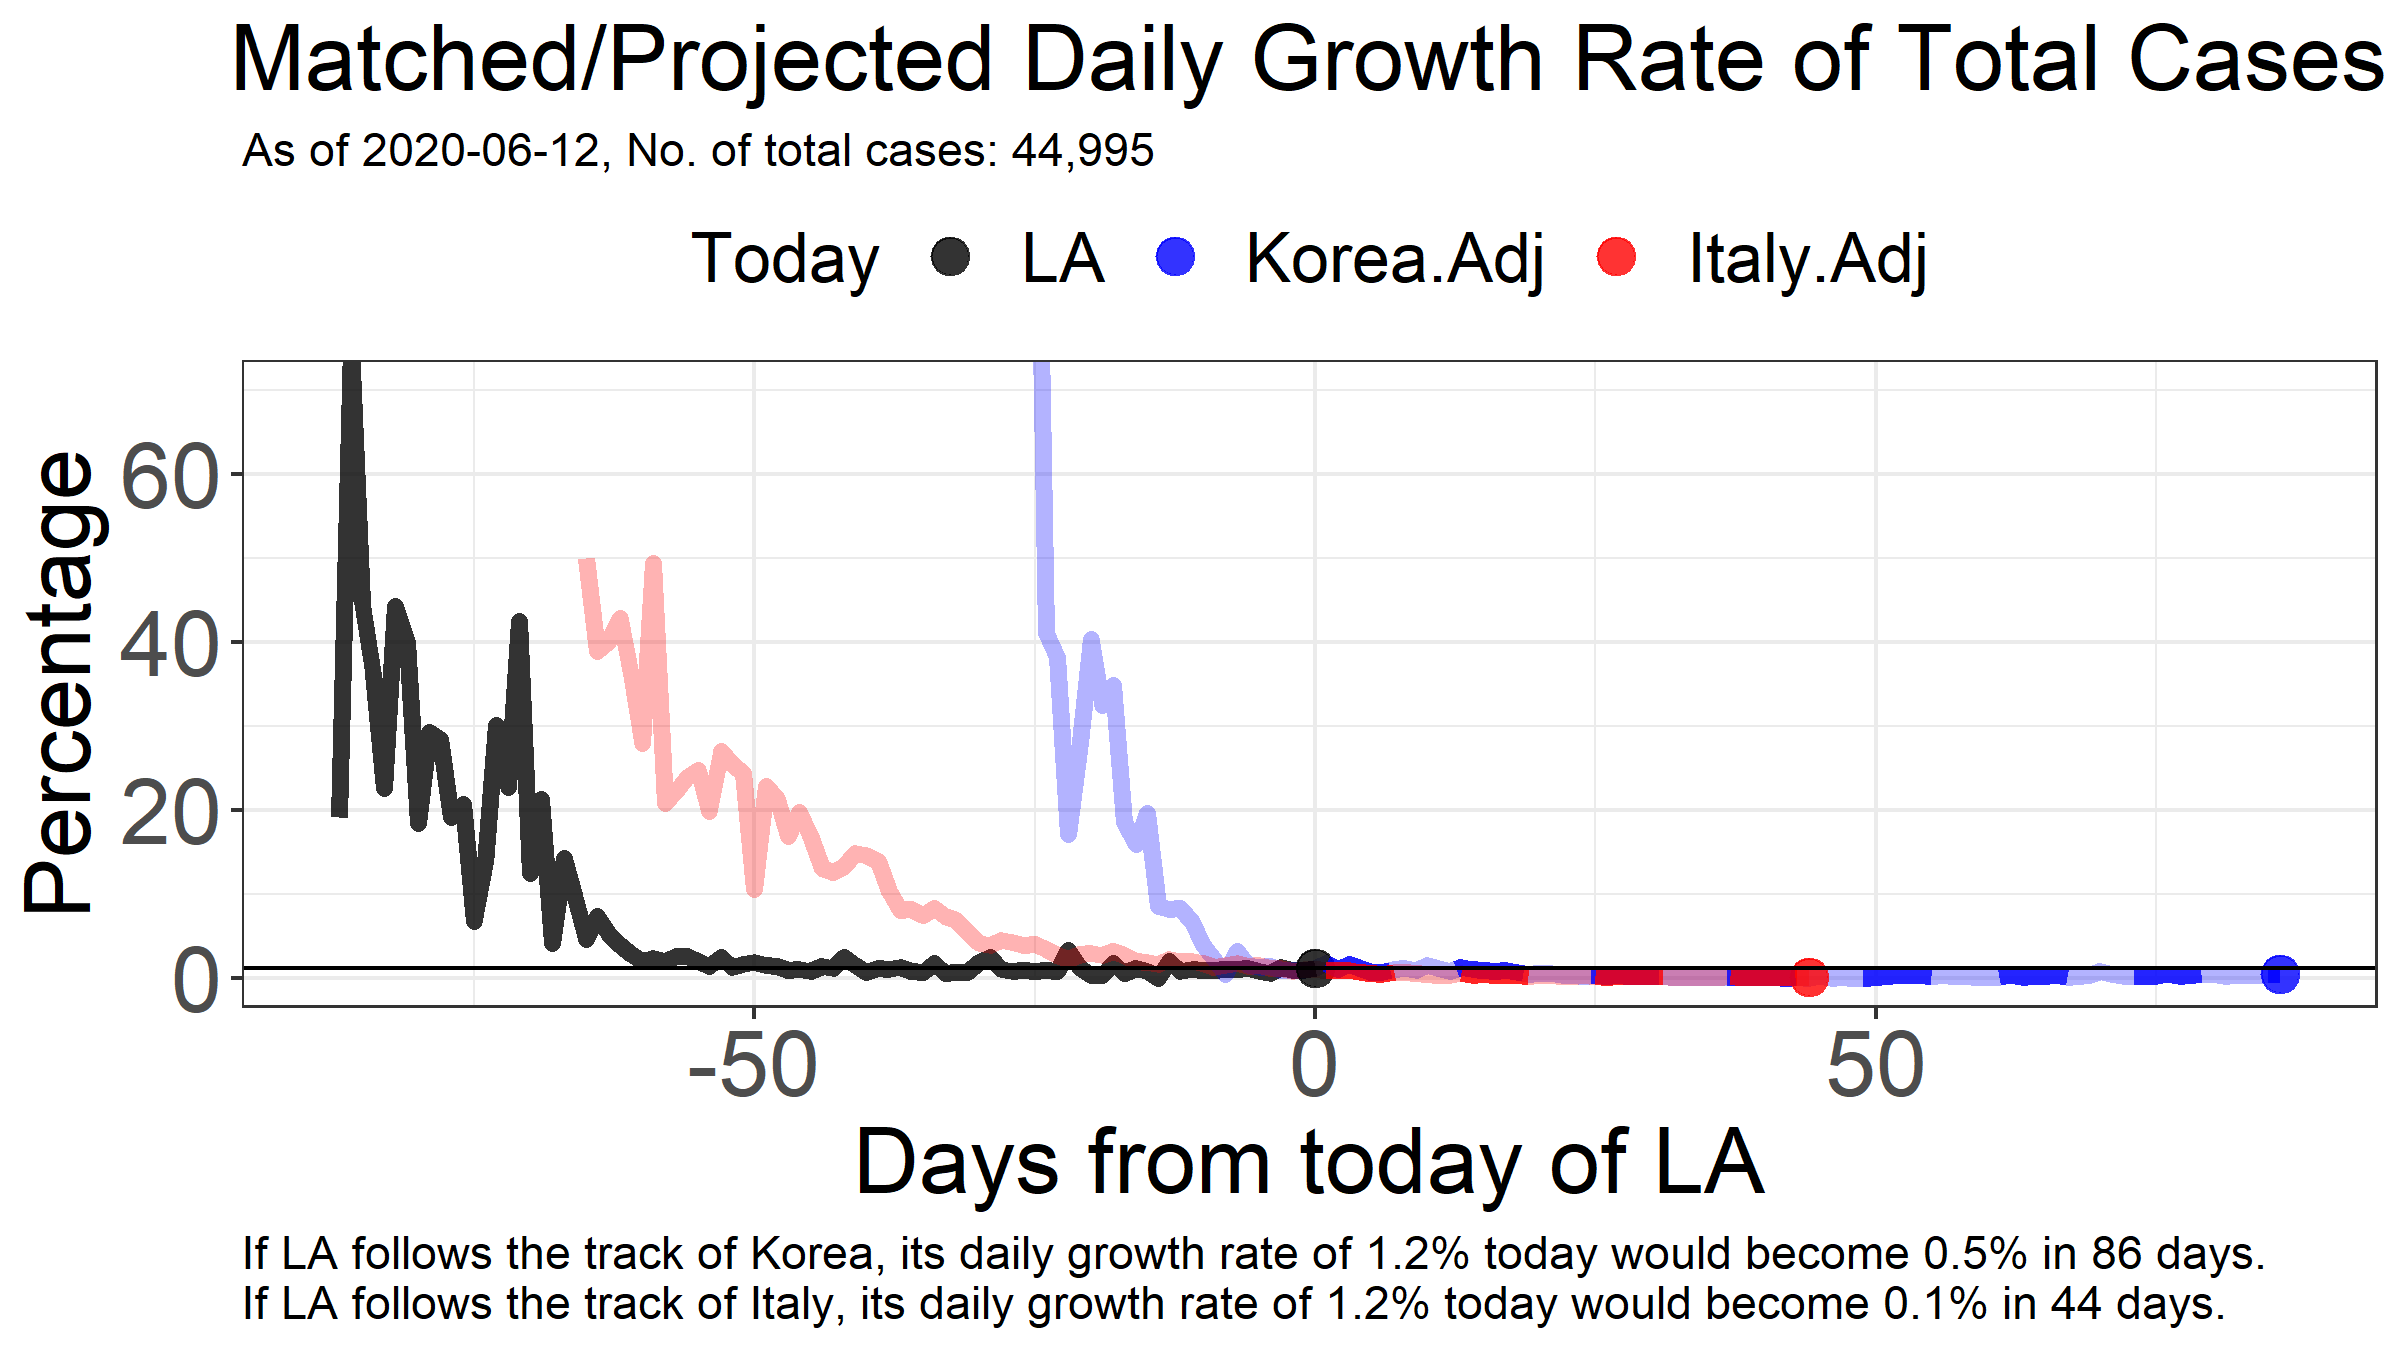 Matched/Projected Daily Growth Rate of Total Cases
As of 2020-06-12, No. of total cases: 44,995
Today LA Korea.Adj Italy.Adj
Percentage
60
40
20
0
-50 0 50
Days from today of LA
If LA follows the track of Korea, its daily growth rate of 1.2% today would become 0.5% in 86 days.
If LA follows the track of Italy, its daily growth rate of 1.2% today would become 0.1% in 44 days.